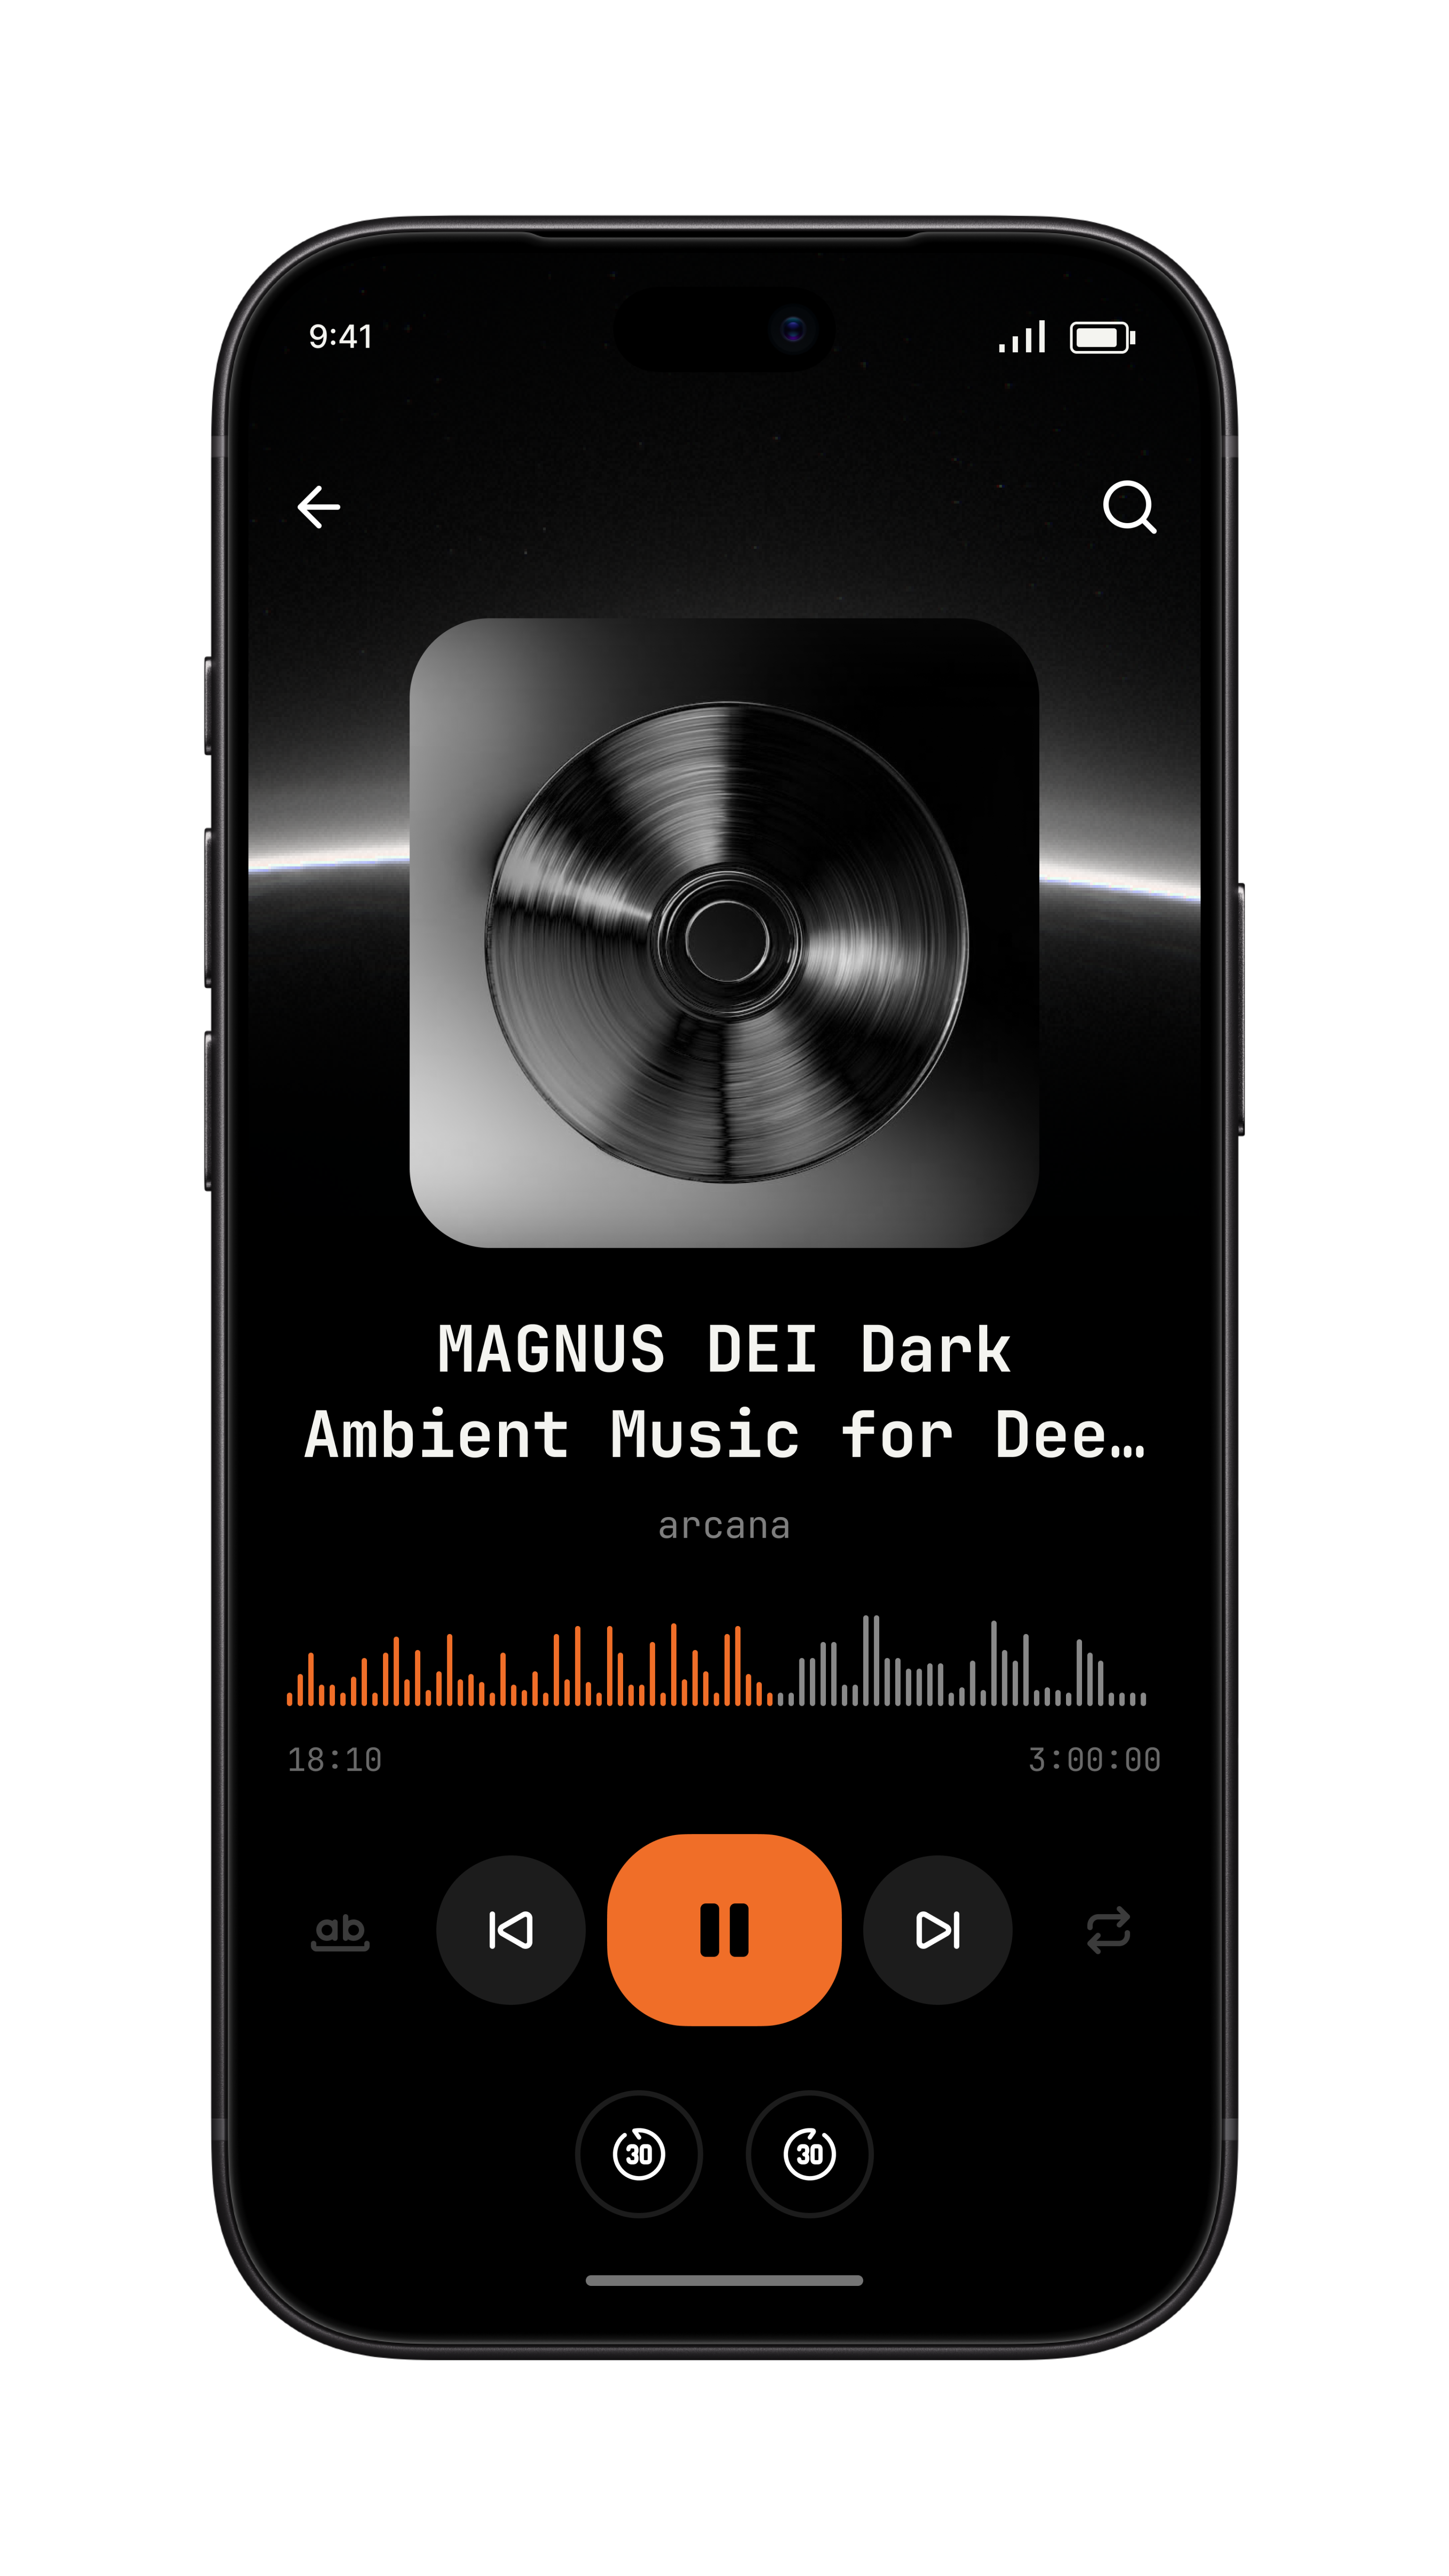 9:41
MAGNUS DEI Dark
Ambient Music for Dee…
arcana
18:10
3:00:00
ab
30
30